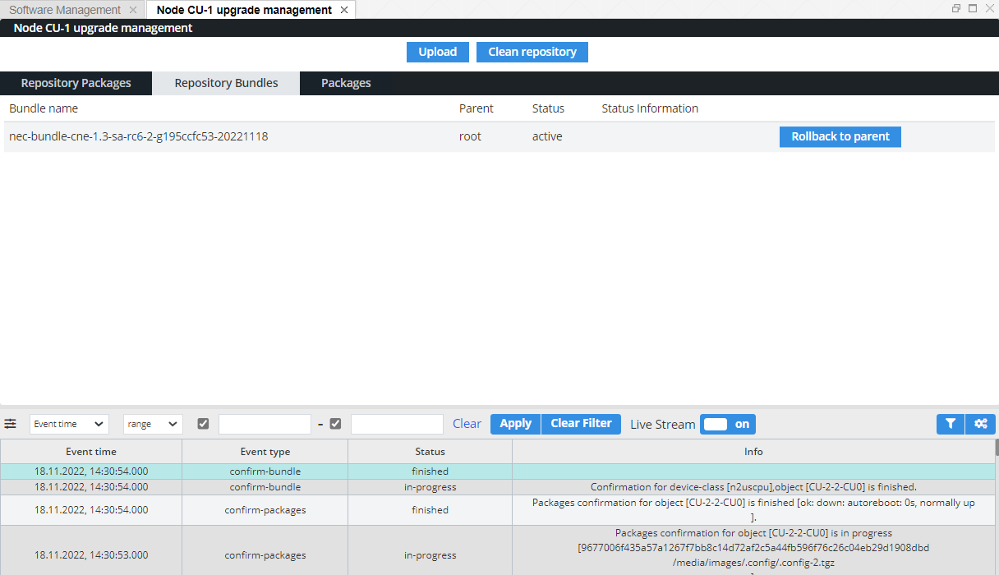 Software Management
Node CU-1 upgrade management
Node CU-1 upgrade management
Upload Clean repository
Repository Packages Repository Bundles Packages
Bundle name Parent Status Status Information
nec-bundle-cne-1.3-sa-rc6-2-g195ccfc53-20221118 root active Rollback to parent
Event time range - Clear Apply Clear Filter Live Stream on
Event time Event type Status Info
18.11.2022, 14:30:54.000 confirm-bundle finished
18.11.2022, 14:30:54.000 confirm-bundle in-progress Confirmation for device-class [n2uscpu],object [CU-2-2-CU0] is finished.
18.11.2022, 14:30:54.000 confirm-packages finished Packages confirmation for object [CU-2-2-CU0] is finished [ok: down: autoreboot: 0s, normally up
].
18.11.2022, 14:30:53.000 confirm-packages in-progress Packages confirmation for object [CU-2-2-CU0] is in progress
[9677006f435a57a1267f7bb8c14d72af2c5a44fb596f76c26c04eb29d1908dbd
/media/images/.config/.config-2.tgz